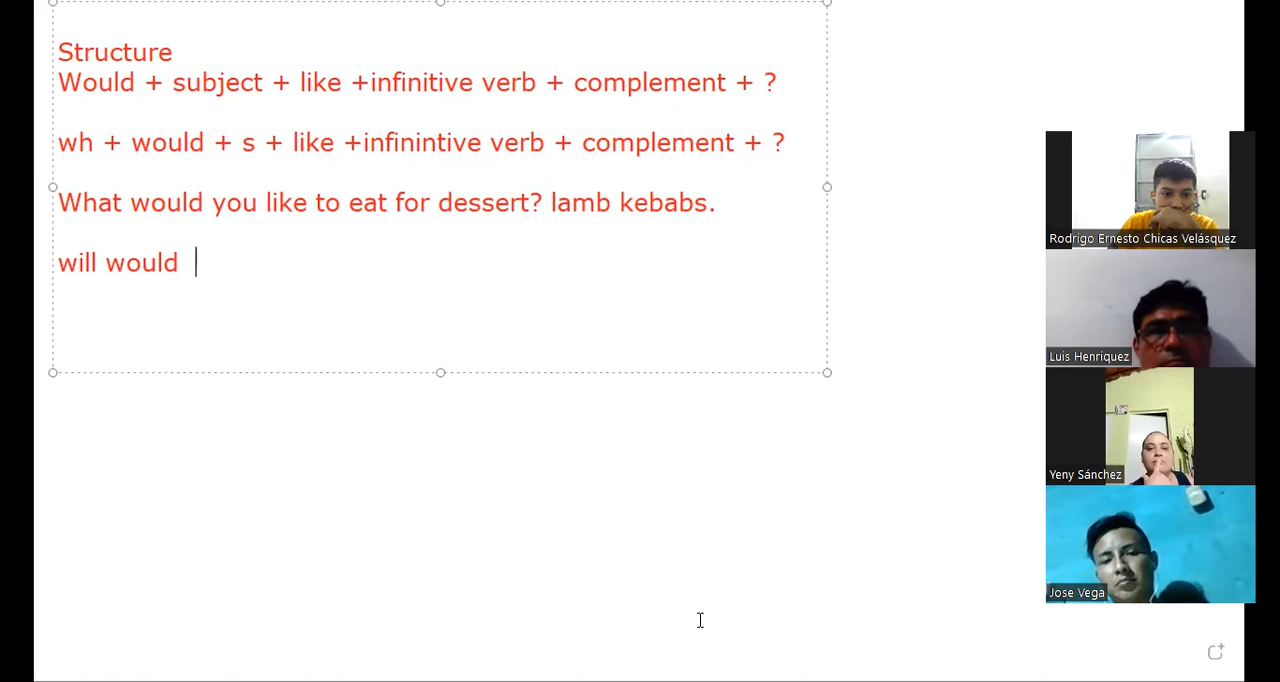 Structure
Would + subject + like +infinitive verb + complement + ?
wh + would + s + like +infinintive verb + complement + ?
What would you like to eat for dessert? lamb kebabs.
will would
Rodrigo Ernesto Chicas Velásquez
Luis Henriquez
Yeny Sánchez
Jose Vega